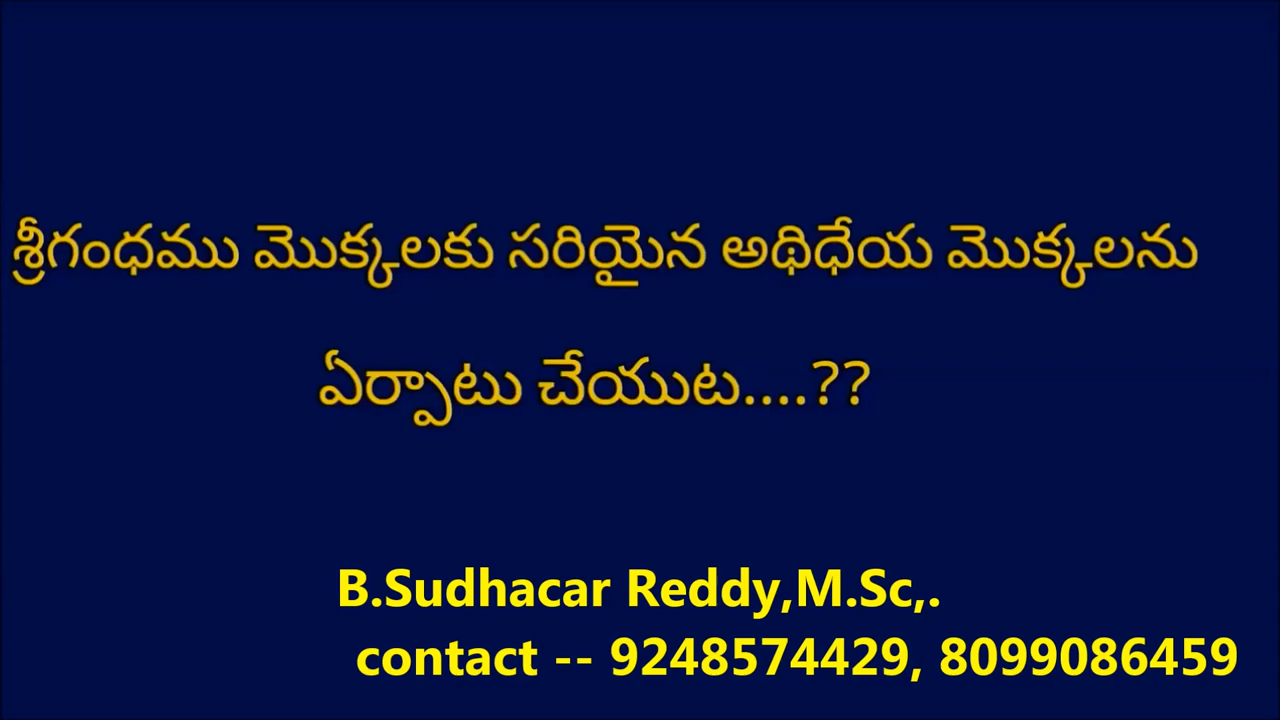 శ్రీగంధము మొక్కలకు సరియైన అథిధేయ మొక్కలను
ఏర్పాటు చేయుట....??
B.Sudhacar Reddy,M.Sc,.
contact -- 9248574429, 8099086459